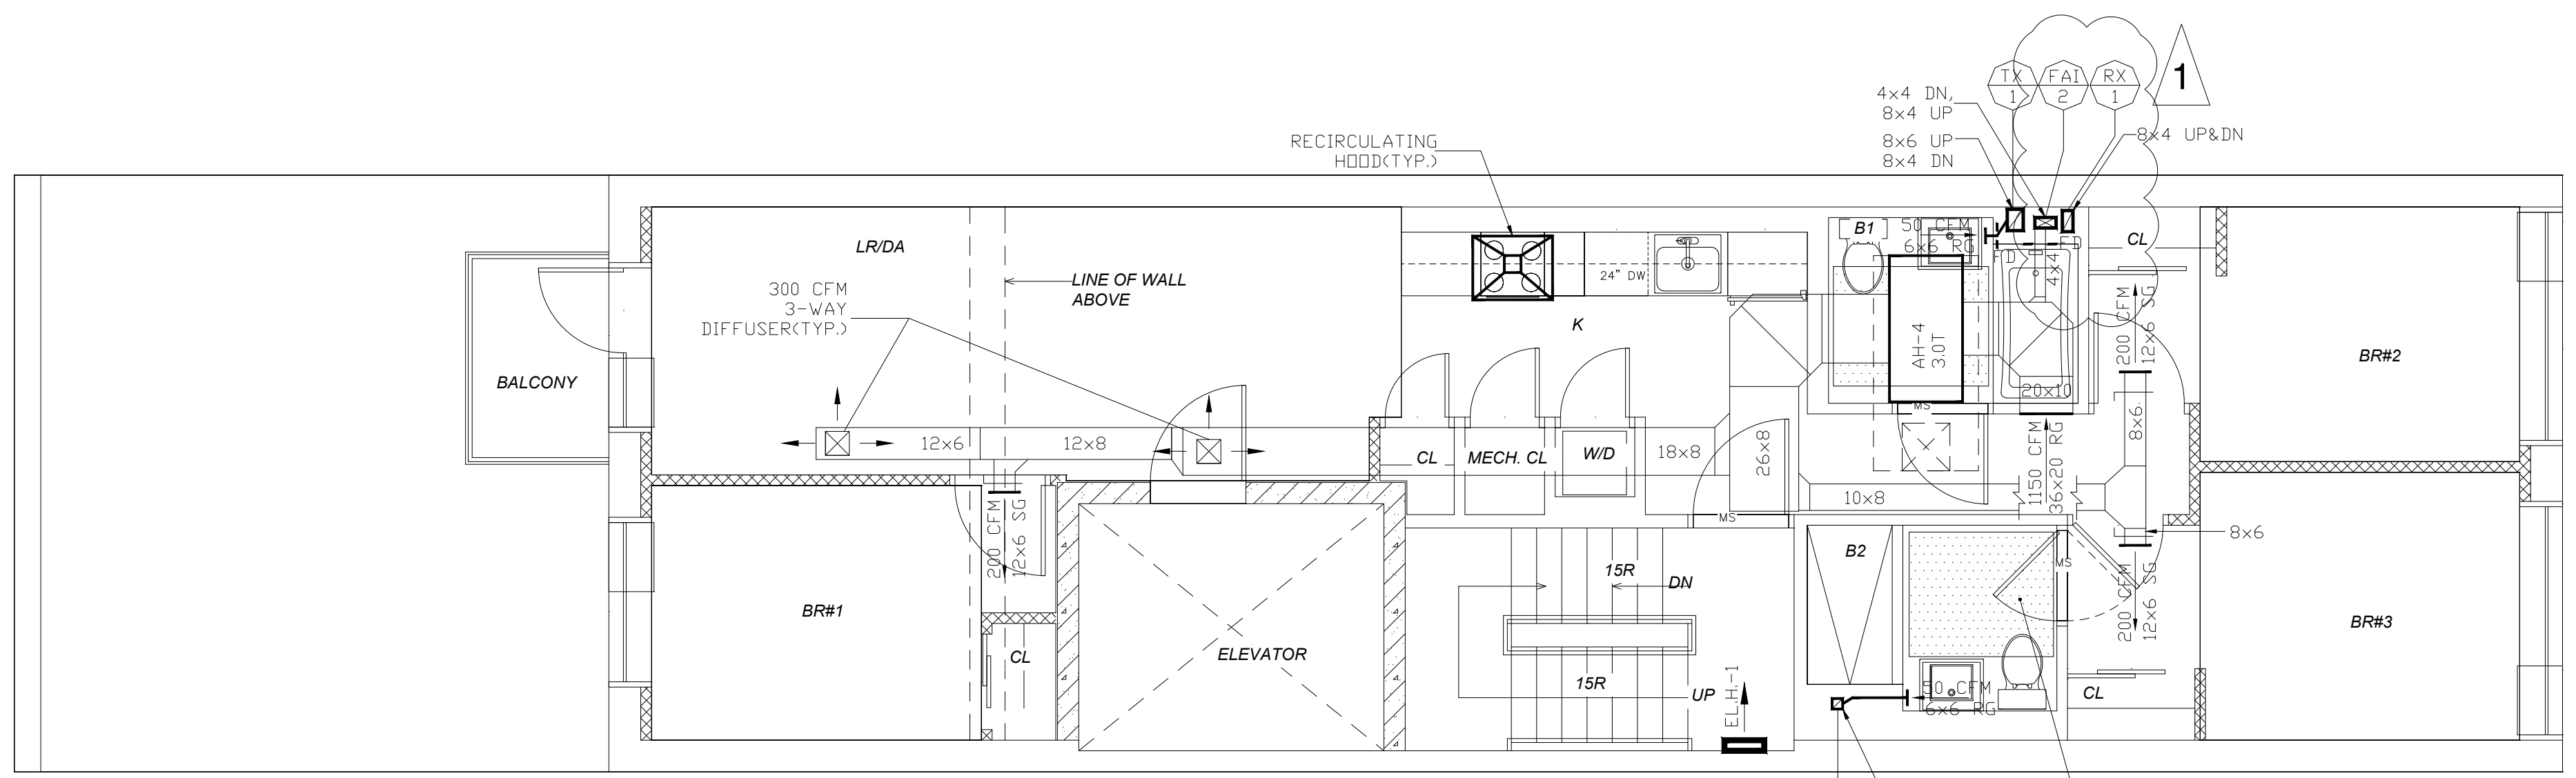 TX
1
FAI
2
RX
1
1
4x4 DN,
8x4 UP
8x6 UP
8x4 DN
8x4 UP&DN
RECIRCULATING
HOOD(TYP.)
LR/DA
LINE OF WALL
ABOVE
300 CFM
3-WAY
DIFFUSER(TYP.)
BALCONY
12x6
12x8
K
24" DW
B1
50 CFM
6x6 RG
FD
FD
4x4
AH-4
3.0T
20x10
MS
CL
200 CFM
12x6 SG
BR#2
8x6
CL
MECH. CL
W/D
18x8
26x8
10x8
1150 CFM
36x20 RG
MS
8x6
200 CFM
12x6 SG
BR#1
CL
ELEVATOR
15R
DN
15R
UP
EL.H.-1
B2
MS
50 CFM
6x6 RG
200 CFM
12x6 SG
CL
BR#3